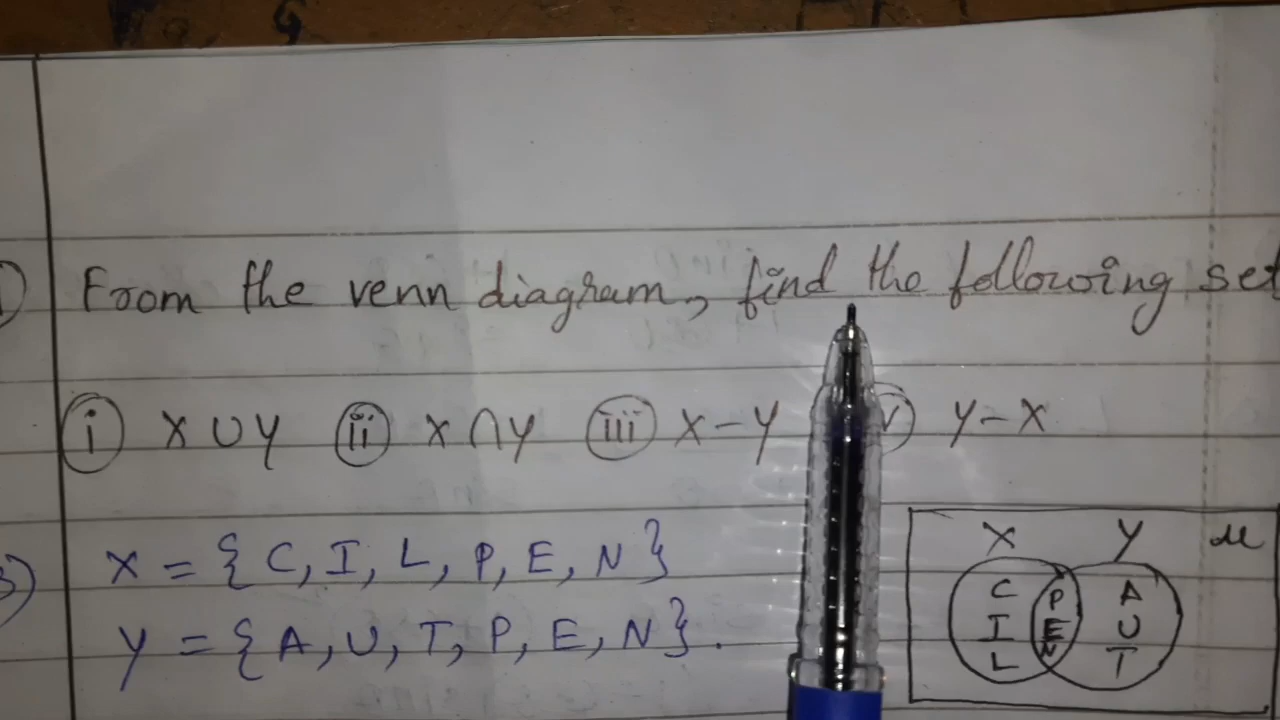 From the venn diagram, find the following set
i X∪Y ii X∩Y iii X-Y Y-X
X = { C, I, L, P, E, N }
Y = { A, U, T, P, E, N }.
X Y
C P A
I E U
L N T